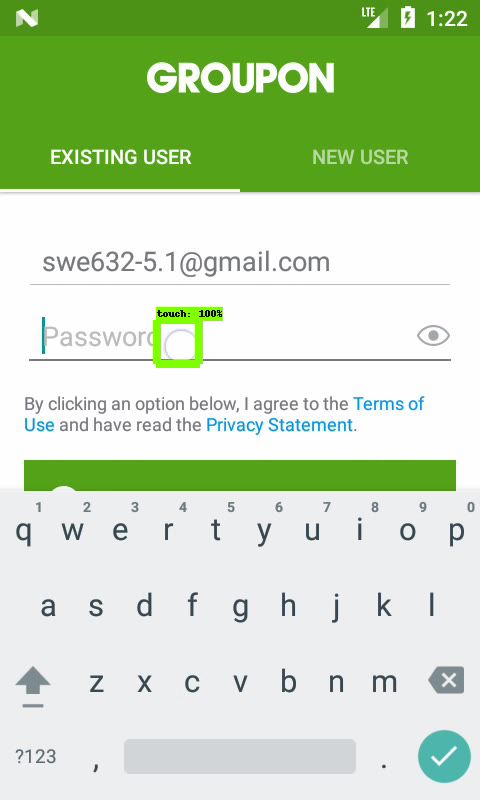 LTE 1:22
GROUPON
EXISTING USER NEW USER
swe632-5.1@gmail.com
touch: 100%
Password
By clicking an option below, I agree to the Terms of
Use and have read the Privacy Statement.
1 2 3 4 5 6 7 8 9 0
q w e r t y u i o p
a s d f g h j k l
z x c v b n m
?123 , .